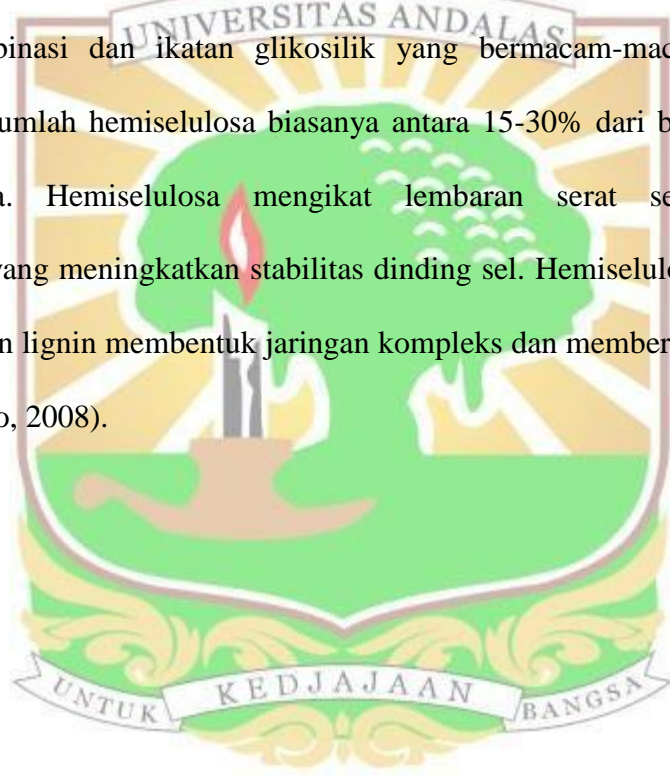 UNIVERSITAS ANDALAS
binasi dan ikatan glikosilik yang bermacam-mac
umlah hemiselulosa biasanya antara 15-30% dari b
a. Hemiselulosa mengikat lembaran serat se
yang meningkatkan stabilitas dinding sel. Hemiselul
n lignin membentuk jaringan kompleks dan member
o, 2008).
UNTUK KEDJAJAAN BANGSA